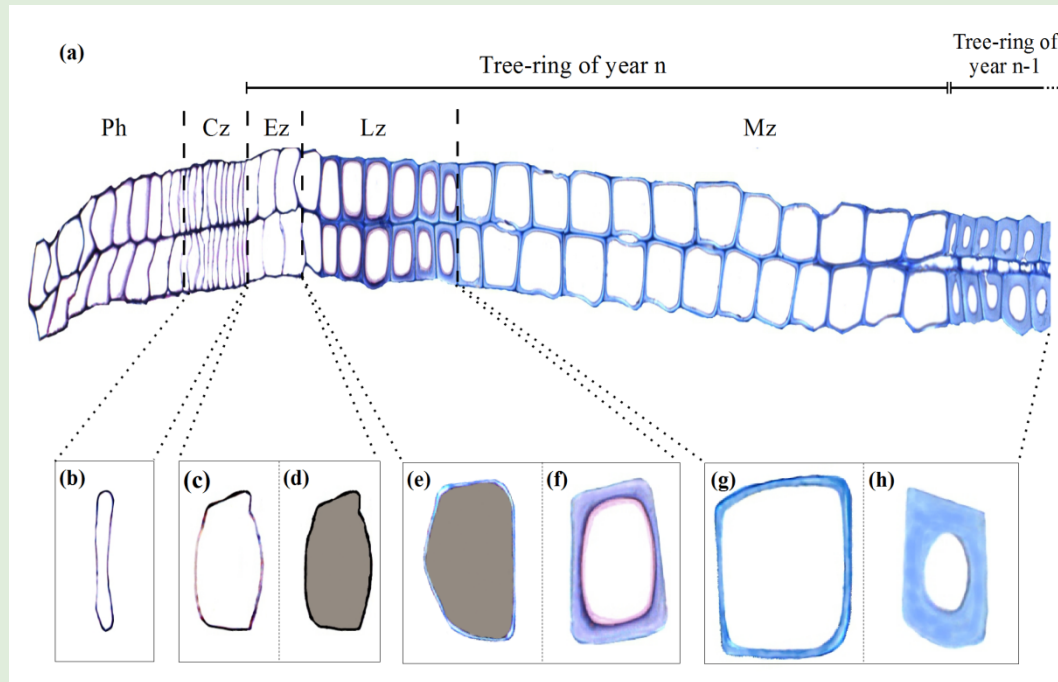 (a)
Tree-ring of year n
Tree-ring of
year n-1
Ph
Cz
Ez
Lz
Mz
(b)
(c)
(d)
(e)
(f)
(g)
(h)